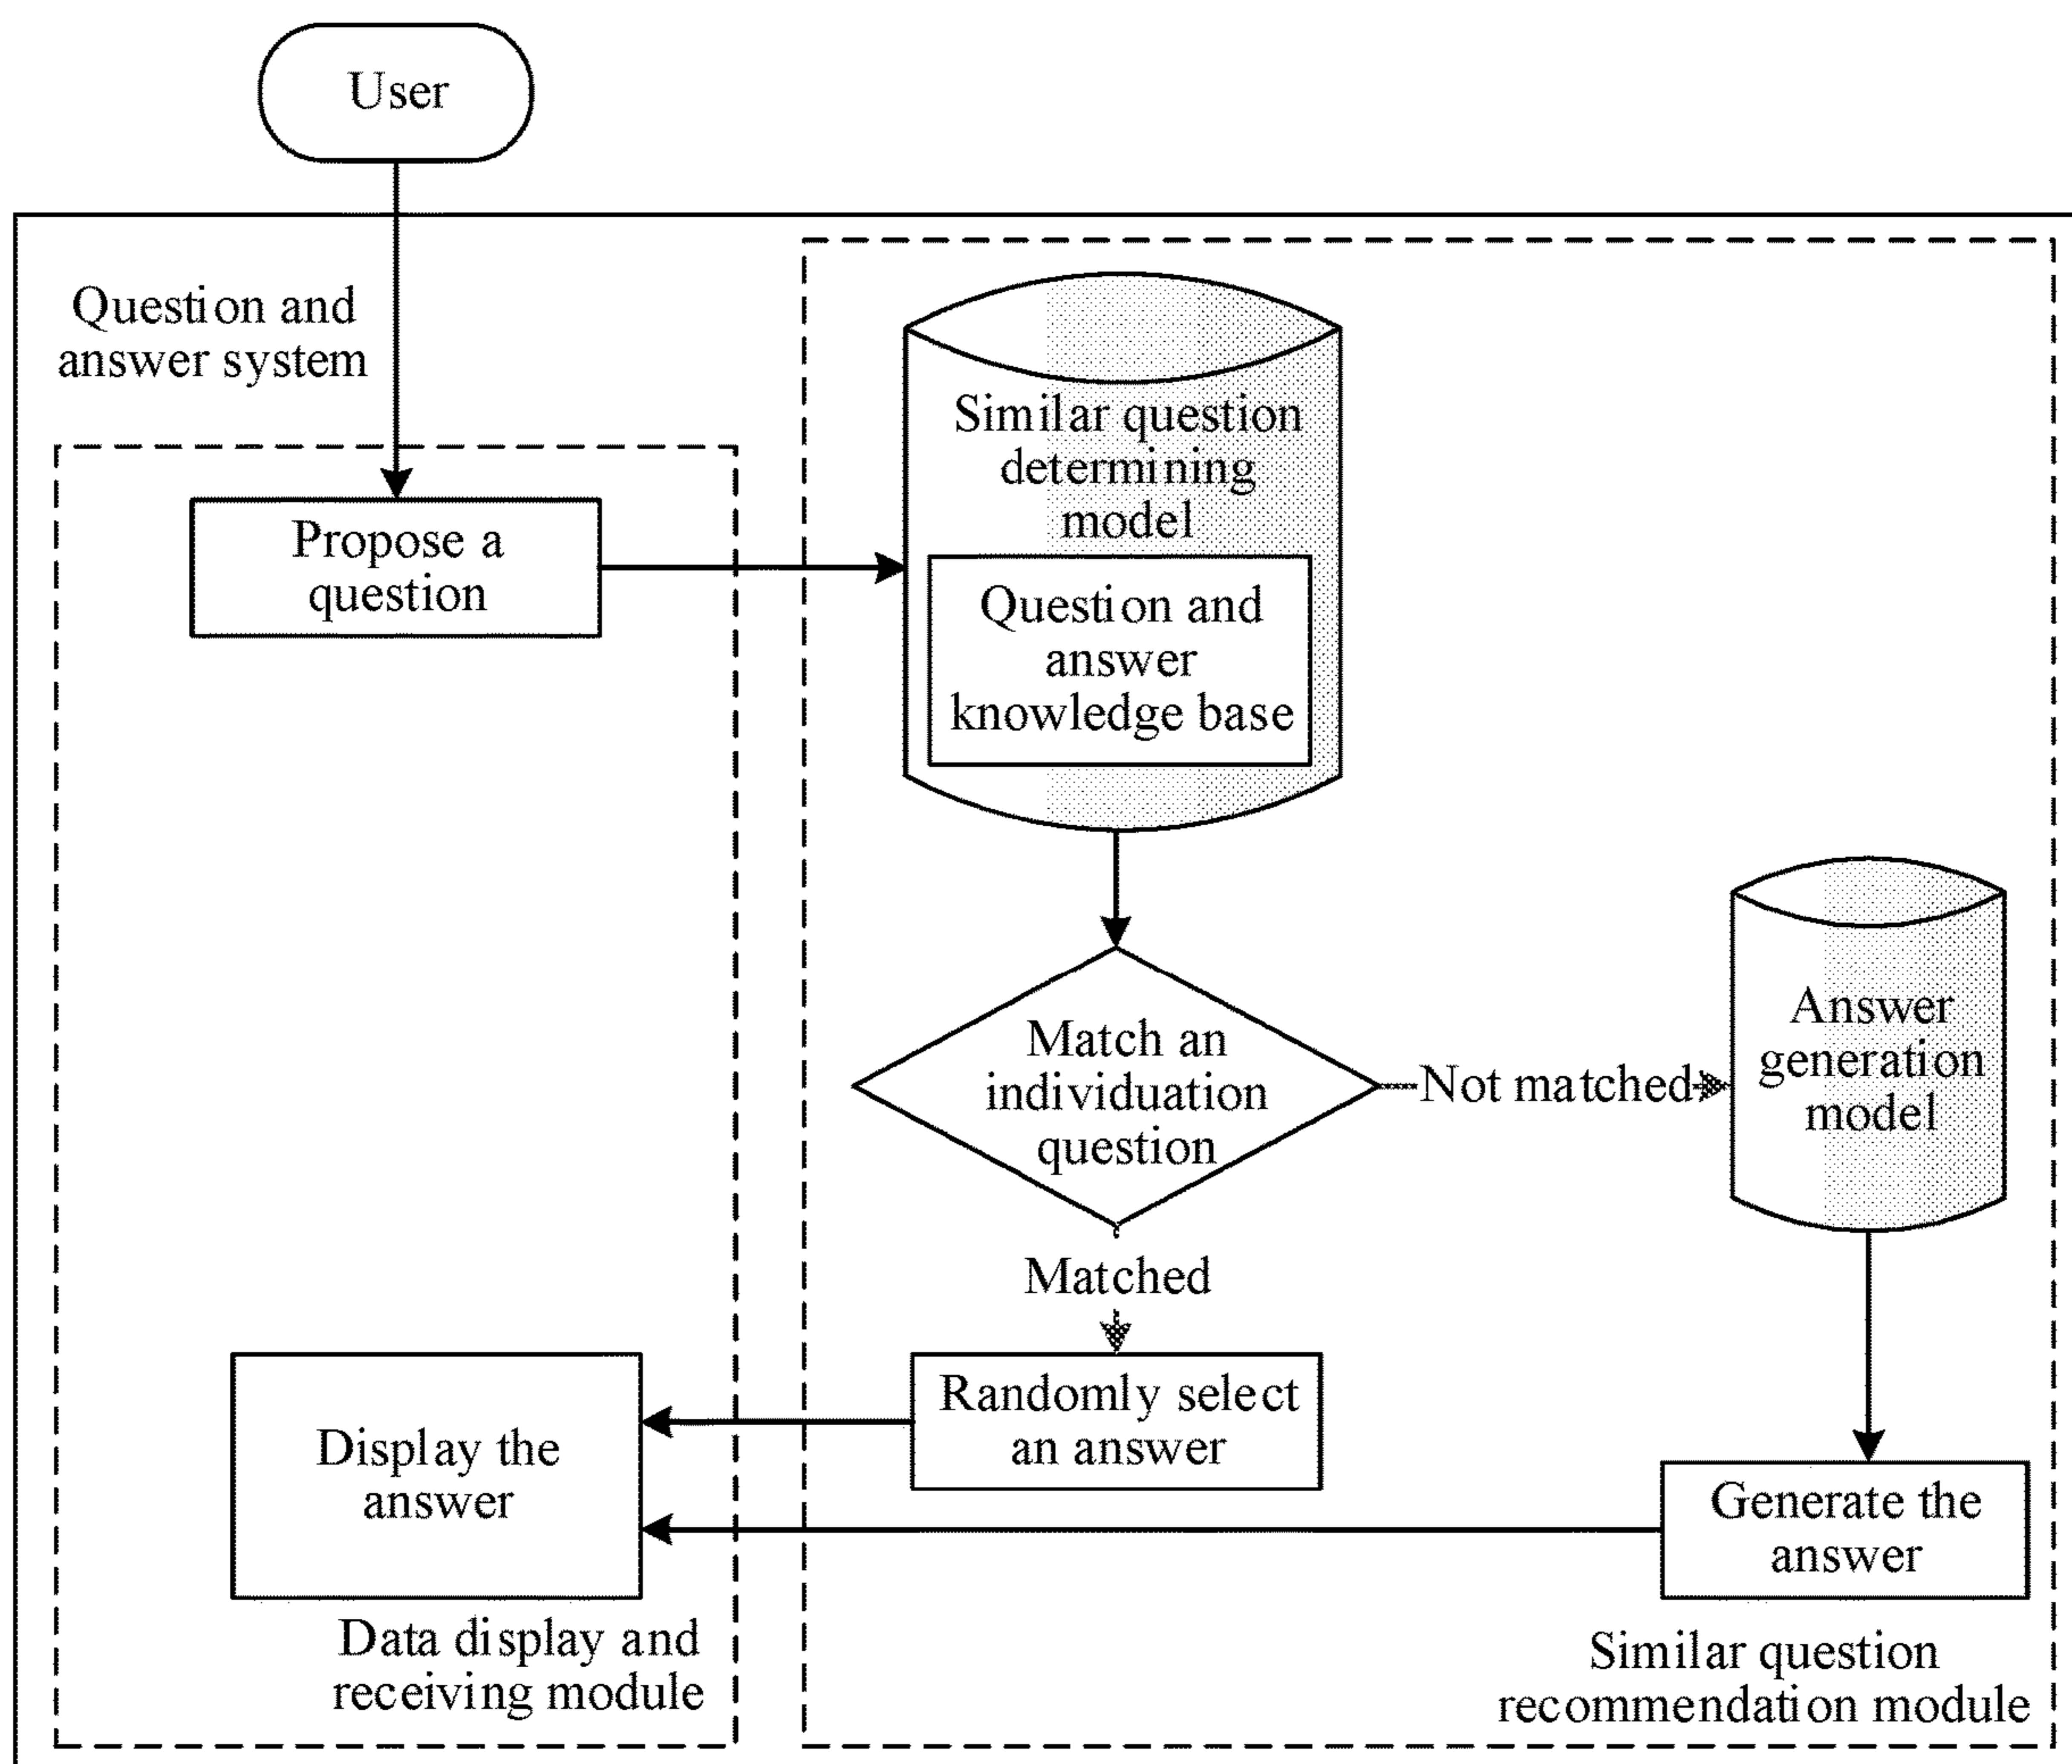 User
Question and
answer system
Propose a
question
Similar question
determining
model
Question and
answer
knowledge base
Match an
individuation
question
Not matched
Answer
generation
model
Matched
Randomly select
an answer
Display the
answer
Generate the
answer
Data display and
receiving module
Similar question
recommendation module